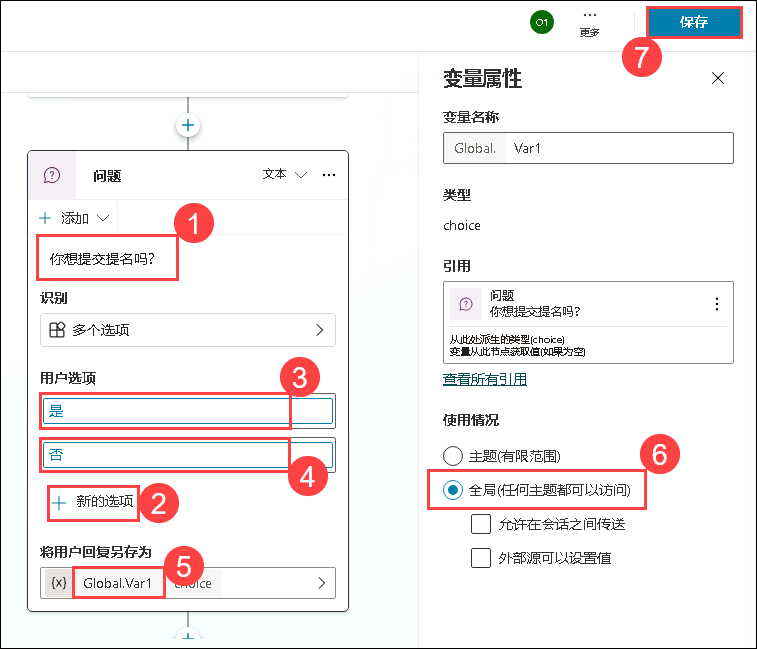 O1
更多
保存
7
变量属性
变量名称
Global. Var1
类型
choice
引用
问题
你想提交提名吗?
从此处派生的类型(choice)
变量从此节点获取值(如果为空)
查看所有引用
使用情况
主题(有限范围)
6
全局(任何主题都可以访问)
允许在会话之间传送
外部源可以设置值
问题
文本
添加
1
你想提交提名吗?
识别
多个选项
用户选项
3
是
否
4
新的选项
2
将用户回复另存为
5
{x} Global.Var1 choice